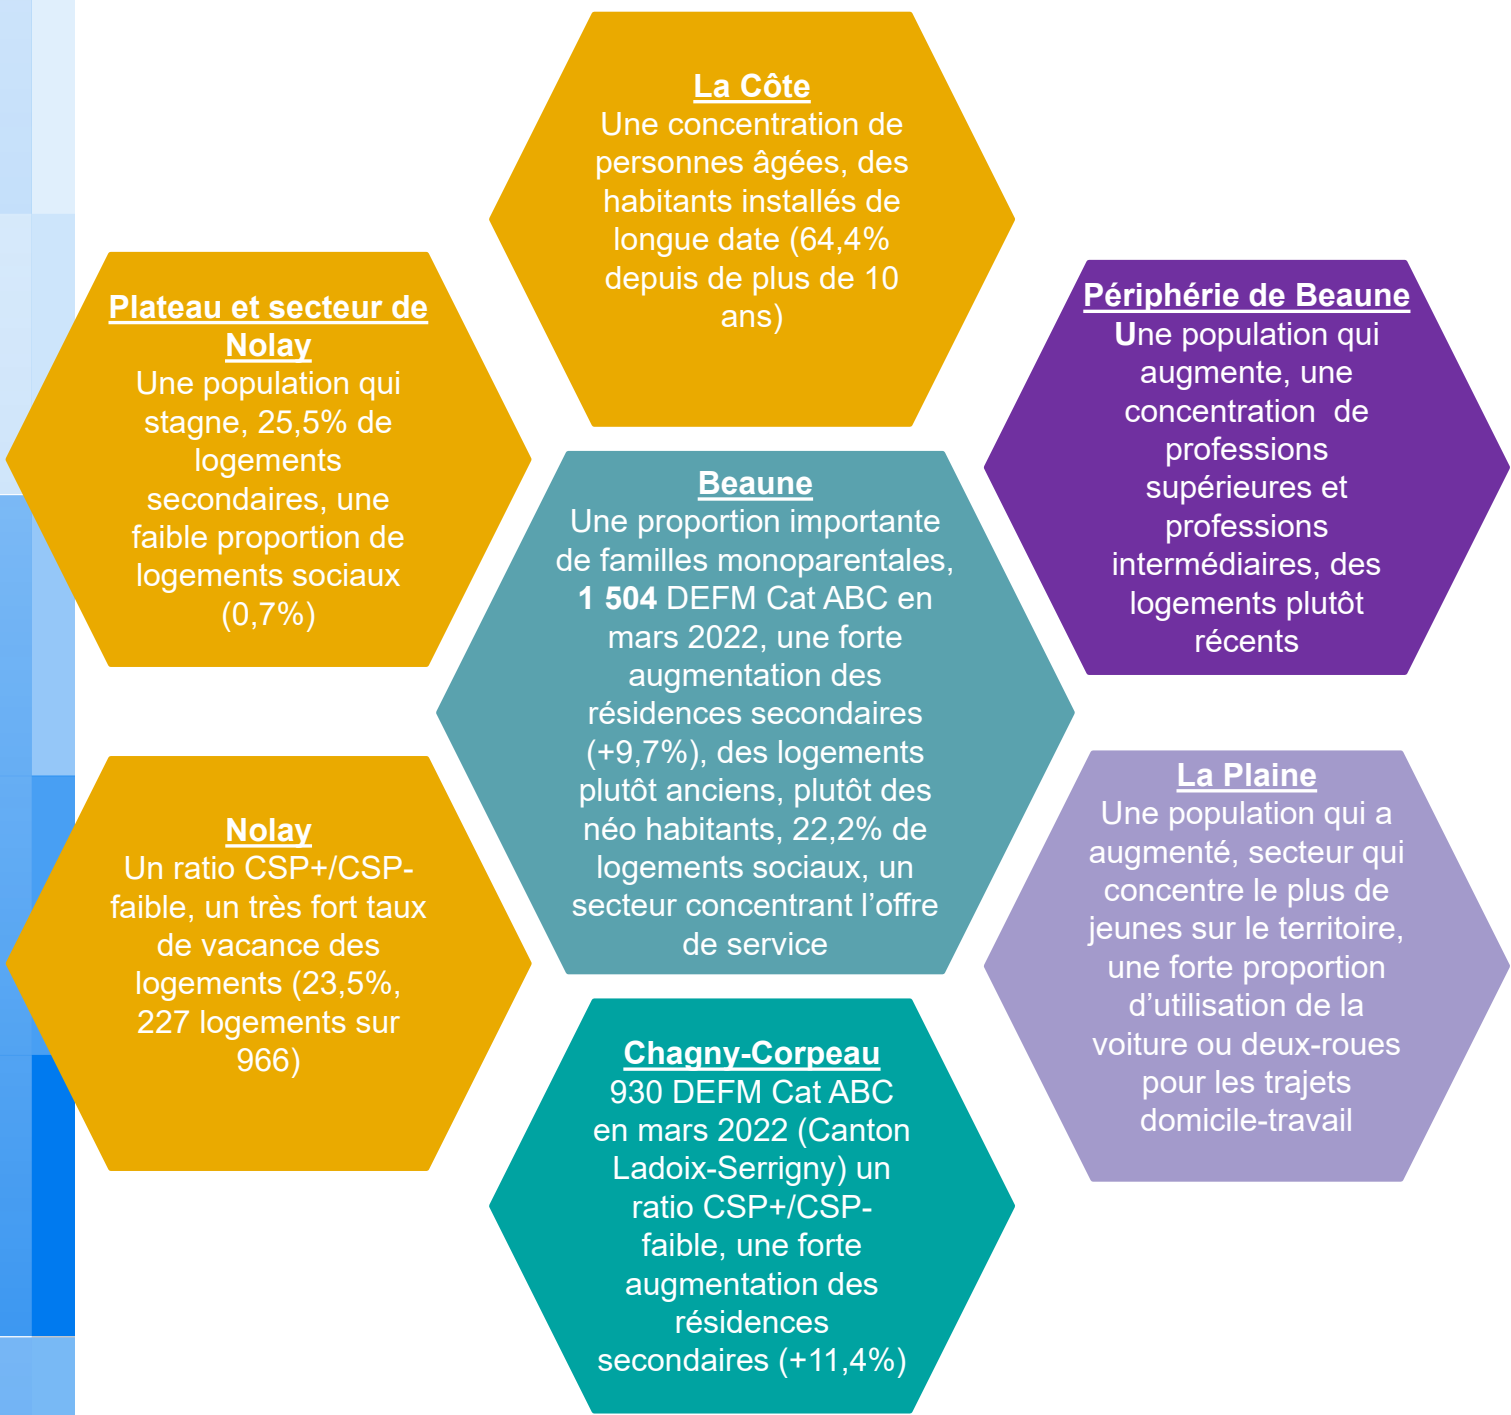 La Côte
Une concentration de
personnes âgées, des
habitants installés de
longue date (64,4%
depuis de plus de 10
ans)
Plateau et secteur de
Nolay
Une population qui
stagne, 25,5% de
logements
secondaires, une
faible proportion de
logements sociaux
(0,7%)
Périphérie de Beaune
Une population qui
augmente, une
concentration de
professions
supérieures et
professions
intermédiaires, des
logements plutôt
récents
Beaune
Une proportion importante
de familles monoparentales,
1 504 DEFM Cat ABC en
mars 2022, une forte
augmentation des
résidences secondaires
(+9,7%), des logements
plutôt anciens, plutôt des
néo habitants, 22,2% de
logements sociaux, un
secteur concentrant l’offre
de service
Nolay
Un ratio CSP+/CSP-
faible, un très fort taux
de vacance des
logements (23,5%,
227 logements sur
966)
La Plaine
Une population qui a
augmenté, secteur qui
concentre le plus de
jeunes sur le territoire,
une forte proportion
d’utilisation de la
voiture ou deux-roues
pour les trajets
domicile-travail
Chagny-Corpeau
930 DEFM Cat ABC
en mars 2022 (Canton
Ladoix-Serrigny) un
ratio CSP+/CSP-
faible, une forte
augmentation des
résidences
secondaires (+11,4%)